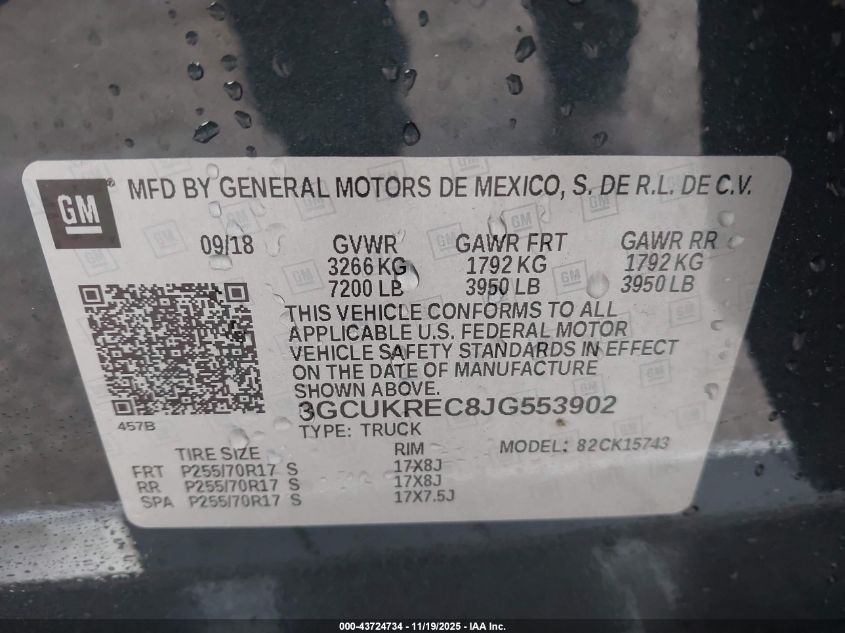 GM
MFD BY GENERAL MOTORS DE MEXICO, S. DE R.L. DE C.V.
09/18 GVWR GAWR FRT GAWR RR
3266 KG 1792 KG 1792 KG
7200 LB 3950 LB 3950 LB
THIS VEHICLE CONFORMS TO ALL
APPLICABLE U.S. FEDERAL MOTOR
VEHICLE SAFETY STANDARDS IN EFFECT
ON THE DATE OF MANUFACTURE
SHOWN ABOVE.
3GCUKREC8JG553902
457B
TYPE: TRUCK MODEL: 82CK15743
TIRE SIZE RIM
FRT P255/70R17 S 17X8J
RR P255/70R17 S 17X8J
SPA P255/70R17 S 17X7.5J
000-43724734 - 11/19/2025 - IAA Inc.